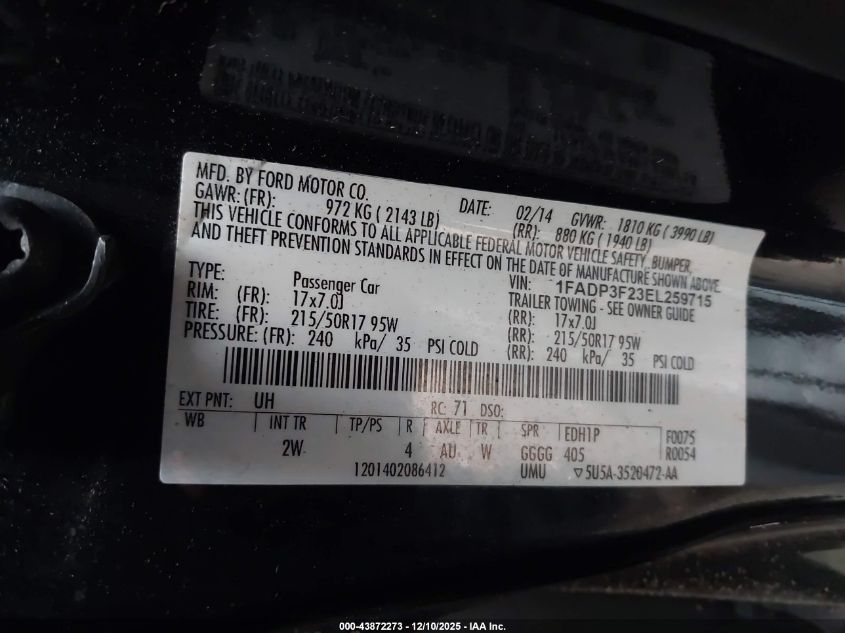 MFD. BY FORD MOTOR CO.
DATE: 02/14 GVWR: 1810 KG ( 3990 LB)
GAWR: (FR): 972 KG ( 2143 LB) (RR): 880 KG ( 1940 LB)
THIS VEHICLE CONFORMS TO ALL APPLICABLE FEDERAL MOTOR VEHICLE SAFETY, BUMPER,
AND THEFT PREVENTION STANDARDS IN EFFECT ON THE DATE OF MANUFACTURE SHOWN ABOVE.
VIN: 1FADP3F23EL259715
TYPE: Passenger Car TRAILER TOWING - SEE OWNER GUIDE
RIM: (FR): 17x7.0J (RR): 17x7.0J
TIRE: (FR): 215/50R17 95W (RR): 215/50R17 95W
PRESSURE: (FR): 240 kPa/ 35 PSI COLD (RR): 240 kPa/ 35 PSI COLD
EXT PNT: UH RC: 71 DSO:
WB INT TR TP/PS R AXLE TR SPR EDH1P F0075
2W 4 AU W GGGG 405 R0054
1201402086412 UMU ▽5U5A-3520472-AA
000-43872273 - 12/10/2025 - IAA Inc.